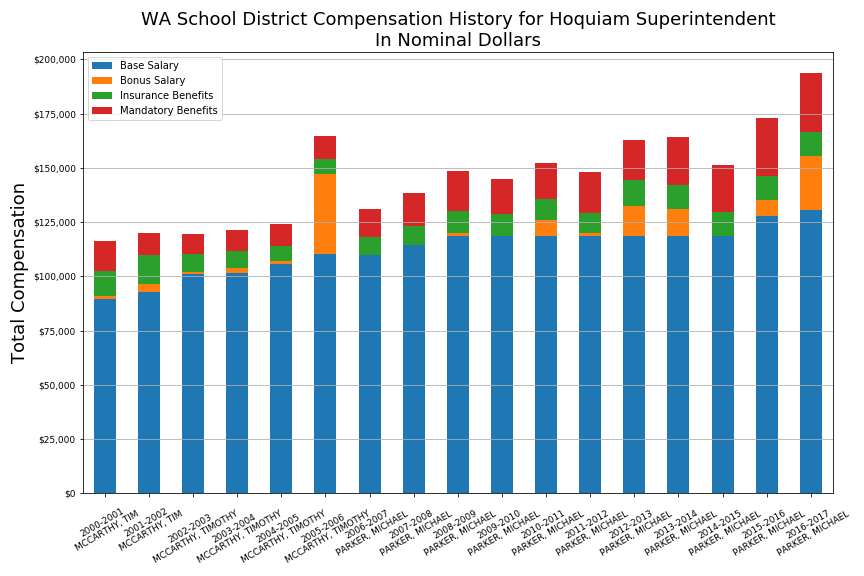 WA School District Compensation History for Hoquiam Superintendent
In Nominal Dollars
Base Salary
Bonus Salary
Insurance Benefits
Mandatory Benefits
Total Compensation
$200,000
$175,000
$150,000
$125,000
$100,000
$75,000
$50,000
$25,000
$0
2000-2001
MCCARTHY, TIM
2001-2002
MCCARTHY, TIM
2002-2003
MCCARTHY, TIMOTHY
2003-2004
MCCARTHY, TIMOTHY
2004-2005
MCCARTHY, TIMOTHY
2005-2006
MCCARTHY, TIMOTHY
2006-2007
PARKER, MICHAEL
2007-2008
PARKER, MICHAEL
2008-2009
PARKER, MICHAEL
2009-2010
PARKER, MICHAEL
2010-2011
PARKER, MICHAEL
2011-2012
PARKER, MICHAEL
2012-2013
PARKER, MICHAEL
2013-2014
PARKER, MICHAEL
2014-2015
PARKER, MICHAEL
2015-2016
PARKER, MICHAEL
2016-2017
PARKER, MICHAEL